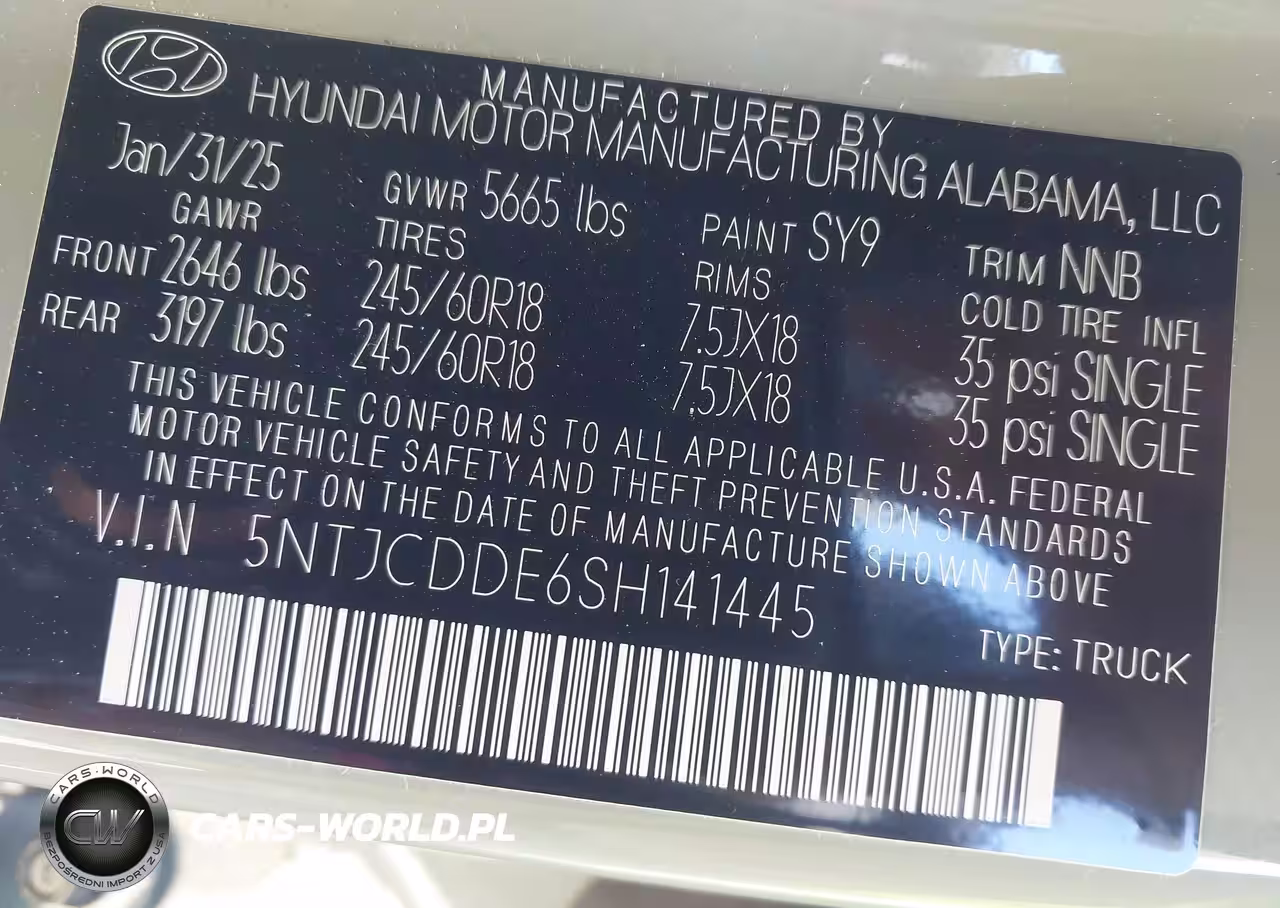 MANUFACTURED BY
HYUNDAI MOTOR MANUFACTURING ALABAMA, LLC
Jan/31/25 GVWR 5665 lbs PAINT SY9 TRIM NNB
GAWR TIRES RIMS COLD TIRE INFL
FRONT 2646 lbs 245/60R18 7.5JX18 35 psi SINGLE
REAR 3197 lbs 245/60R18 7.5JX18 35 psi SINGLE
THIS VEHICLE CONFORMS TO ALL APPLICABLE U.S.A. FEDERAL
MOTOR VEHICLE SAFETY AND THEFT PREVENTION STANDARDS
IN EFFECT ON THE DATE OF MANUFACTURE SHOWN ABOVE
V.I.N 5NTJCDDE6SH141445
TYPE: TRUCK
CARS-WORLD
CW
BEZPOŚREDNI IMPORT Z USA
CARS-WORLD.PL